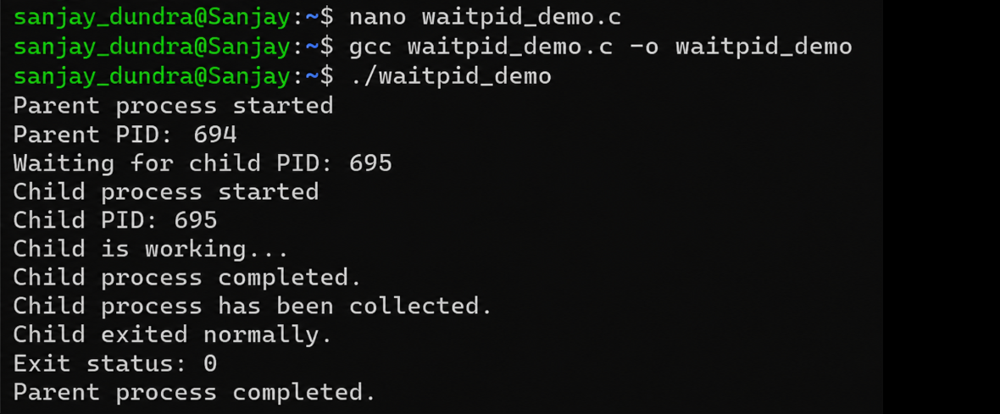 sanjay_dundra@Sanjay:~$ nano waitpid_demo.c
sanjay_dundra@Sanjay:~$ gcc waitpid_demo.c -o waitpid_demo
sanjay_dundra@Sanjay:~$ ./waitpid_demo
Parent process started
Parent PID: 694
Waiting for child PID: 695
Child process started
Child PID: 695
Child is working...
Child process completed.
Child process has been collected.
Child exited normally.
Exit status: 0
Parent process completed.